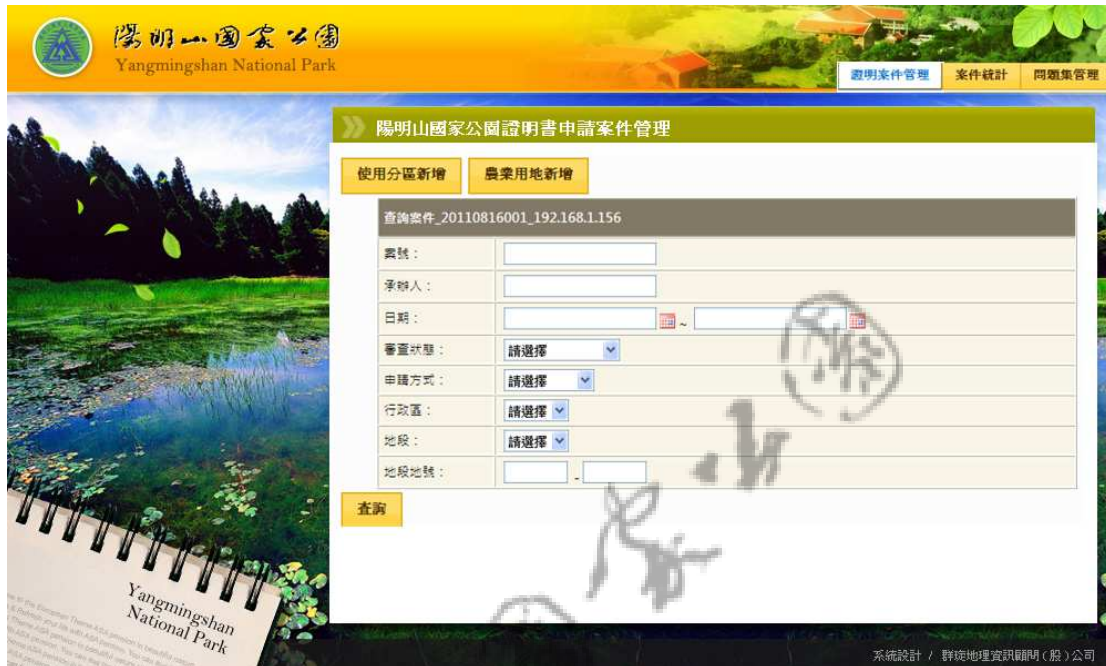 陽明山國家公園
Yangmingshan National Park
證明案件管理
案件統計
問題集管理
陽明山國家公園證明書申請案件管理
使用分區新增
農業用地新增
查詢案件_20110816001_192.168.1.156
案號：
承辦人：
日期：
~
審查狀態：
請選擇
申請方式：
請選擇
行政區：
請選擇
地段：
請選擇
地段地號：
-
查詢
Yangmingshan
National Park
系統設計 / 群琁地理資訊顧問(股)公司